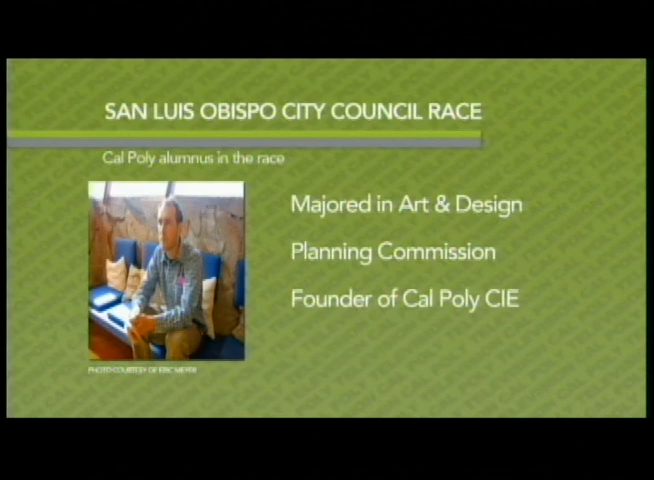 SAN LUIS OBISPO CITY COUNCIL RACE
Cal Poly alumnus in the race
Majored in Art & Design
Planning Commission
Founder of Cal Poly CIE
PHOTO COURTESY OF ERIC MEYER